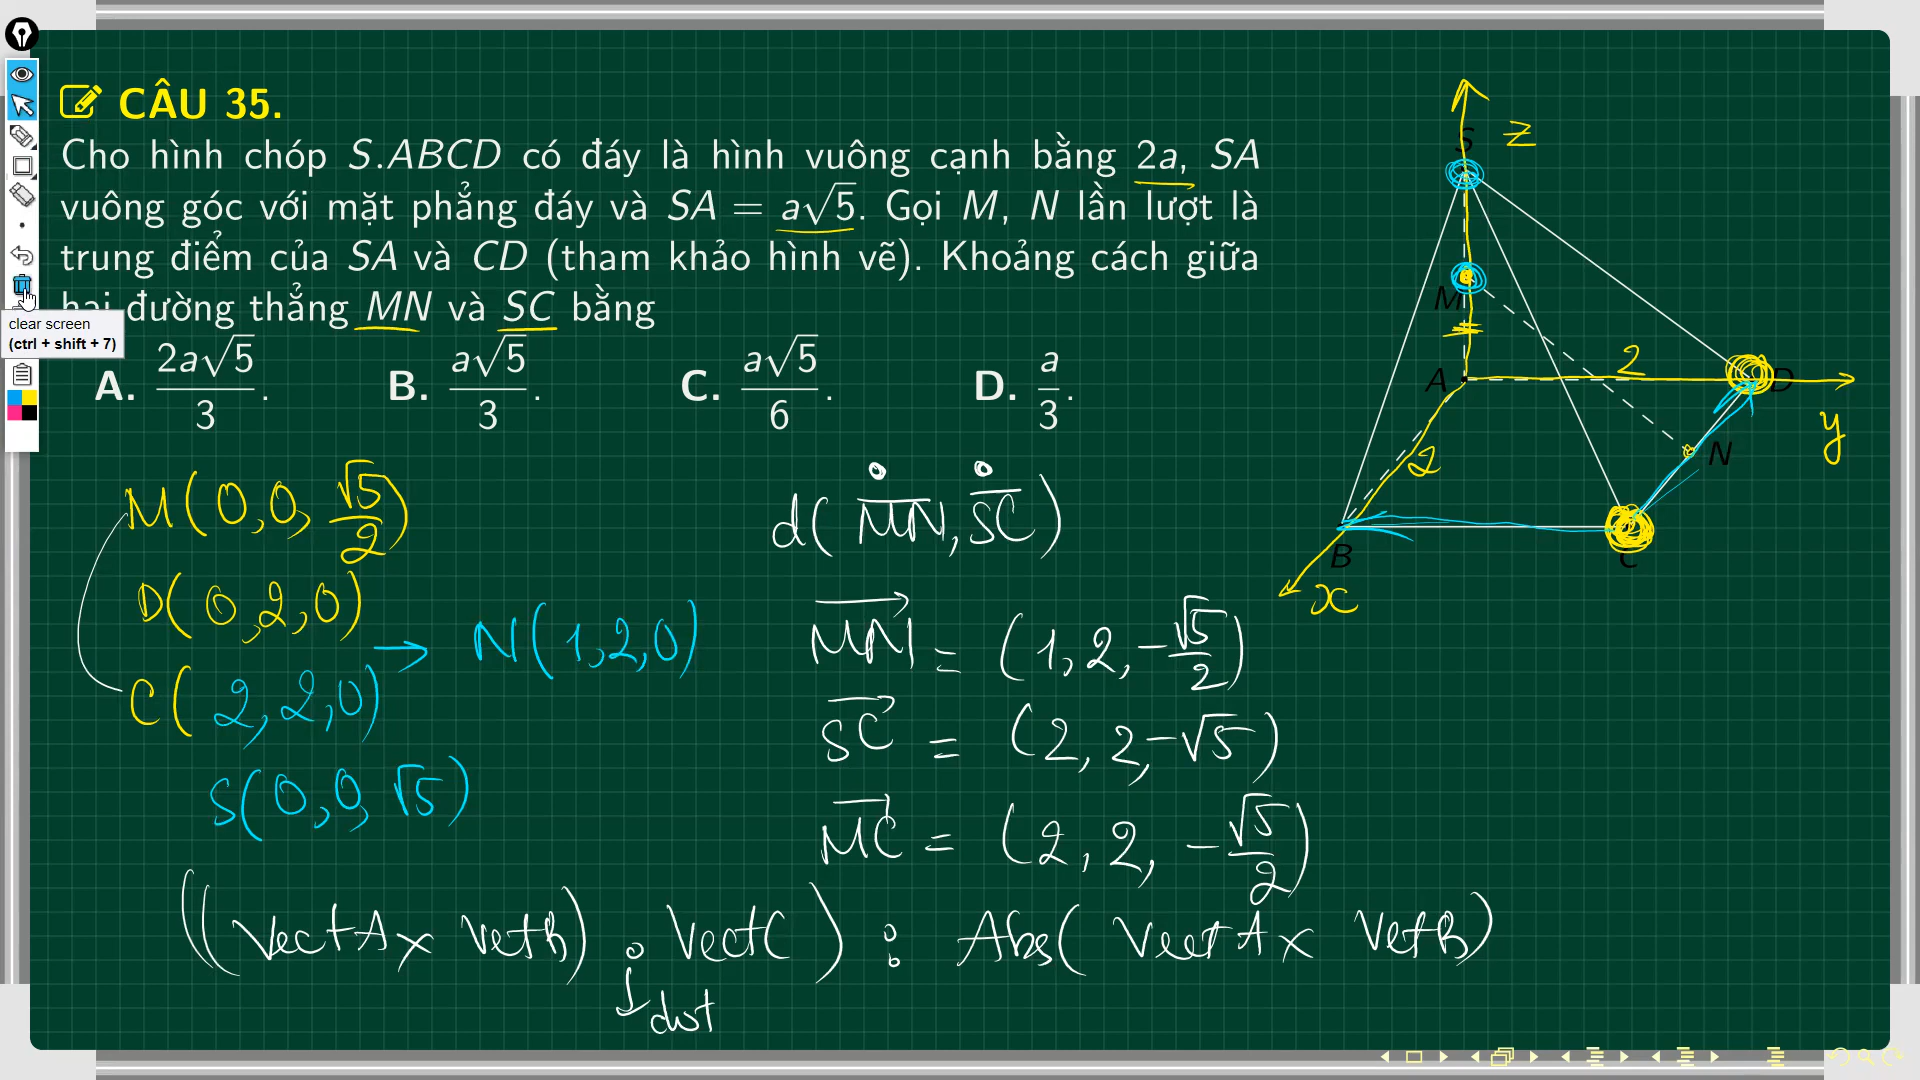 CÂU 35.
Cho hình chóp S.ABCD có đáy là hình vuông cạnh bằng 2a, SA
vuông góc với mặt phẳng đáy và SA = a√5. Gọi M, N lần lượt là
trung điểm của SA và CD (tham khảo hình vẽ). Khoảng cách giữa
hai đường thẳng MN và SC bằng
clear screen
(ctrl + shift + 7)
A. 2a√5/3. B. a√5/3. C. a√5/6. D. a/3.
S
z
M
A
2
D
y
2
N
B
C
x
M(0,0,√5/2)
D(0,2,0)
C(2,2,0)
→ N(1,2,0)
S(0,0,√5)
d(MN,SC)
MN = (1,2,-√5/2)
SC = (2,2-√5)
MC = (2,2,-√5/2)
((VectA x VetB) . Vect C) : Abs(Vect A x VetB)
dot